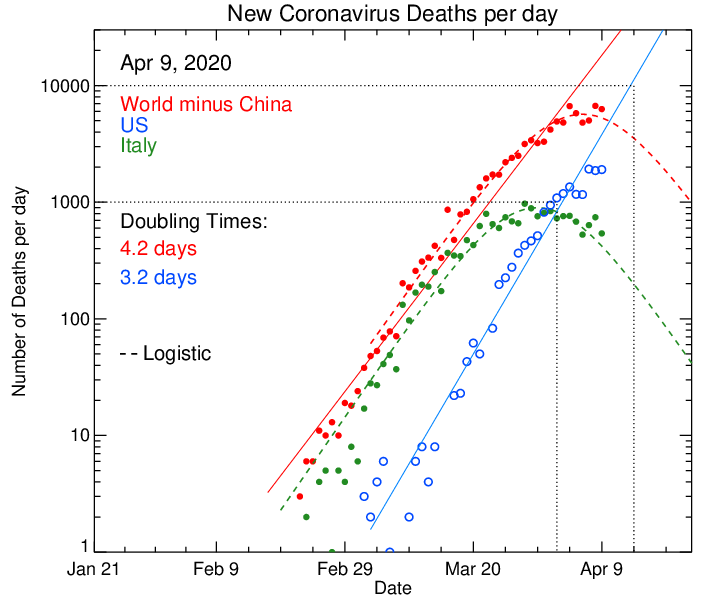 New Coronavirus Deaths per day
Apr 9, 2020
World minus China
US
Italy
Doubling Times:
4.2 days
3.2 days
-- Logistic
Number of Deaths per day
10000
1000
100
10
1
Jan 21
Feb 9
Feb 29
Mar 20
Apr 9
Date